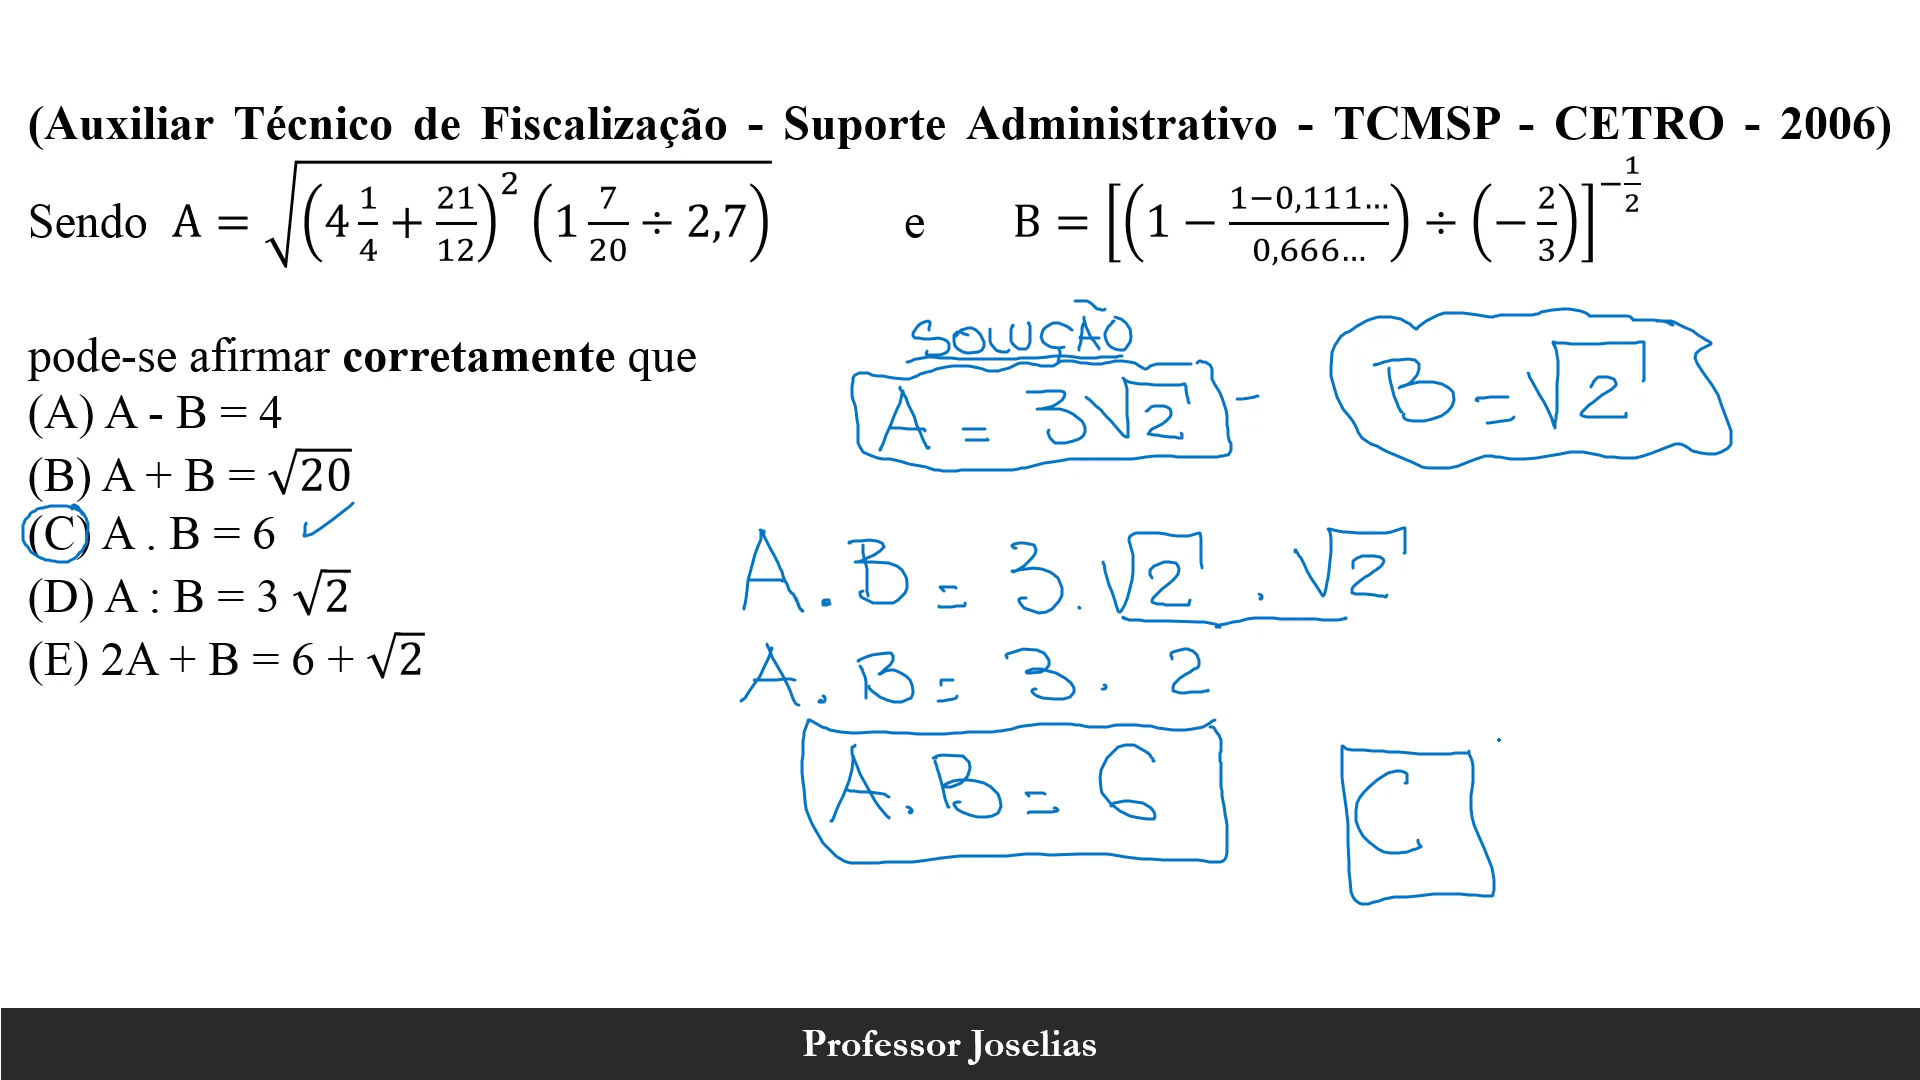 (Auxiliar Técnico de Fiscalização - Suporte Administrativo - TCMSP - CETRO - 2006)
Sendo A = √((4 1/4 + 21/12)² (1 7/20 ÷ 2,7)) e B = [(1 − (1−0,111...)/(0,666...)) ÷ (−2/3)]^(−1/2)
pode-se afirmar corretamente que
SOLUÇÃO
A = 3√2 -
B = √2
(A) A - B = 4
(B) A + B = √20
(C) A . B = 6 ✓
(D) A : B = 3 √2
(E) 2A + B = 6 + √2
A . B = 3 . √2 . √2
A . B = 3 . 2
A . B = 6
C
Professor Joselias